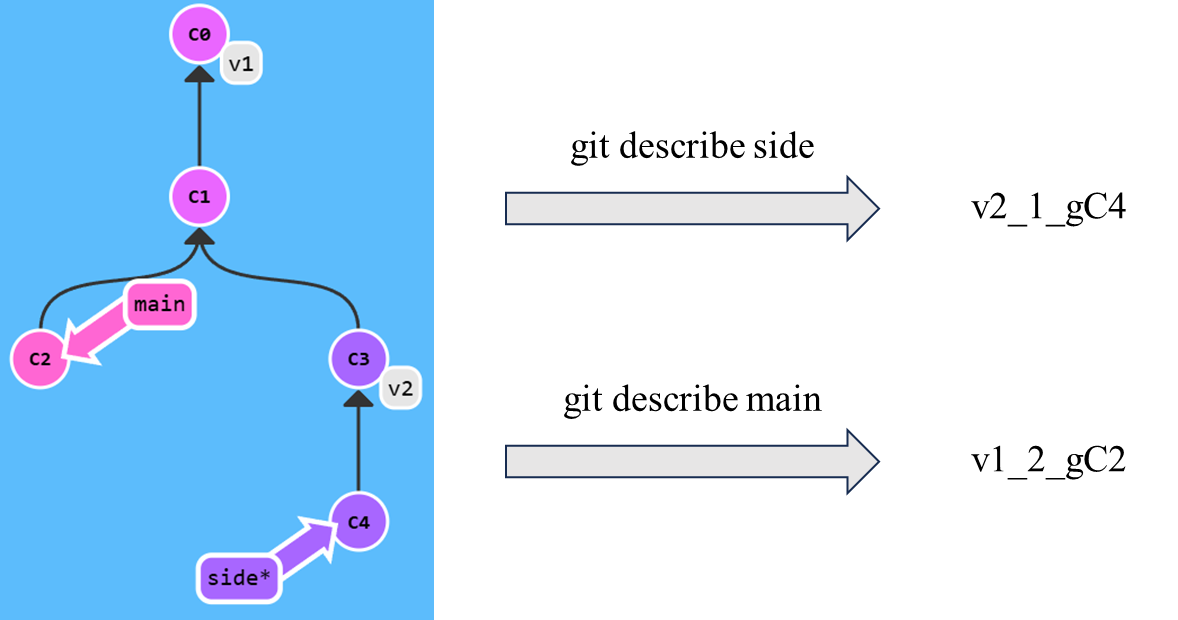 C0
v1
C1
main
C2
C3
v2
C4
side*
git describe side
v2_1_gC4
git describe main
v1_2_gC2